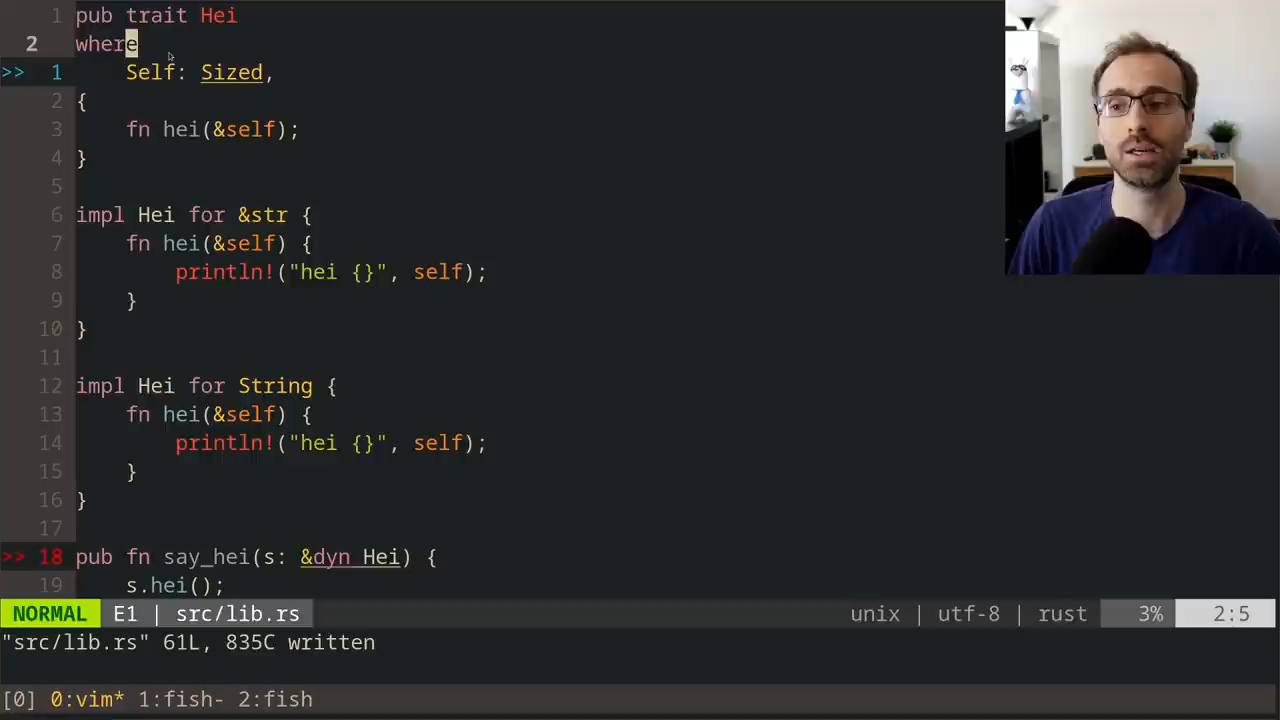 1 pub trait Hei
2 where
>> 1 Self: Sized,
2 {
3 fn hei(&self);
4 }
5
6 impl Hei for &str {
7 fn hei(&self) {
8 println!("hei {}", self);
9 }
10 }
11
12 impl Hei for String {
13 fn hei(&self) {
14 println!("hei {}", self);
15 }
16 }
17
>> 18 pub fn say_hei(s: &dyn Hei) {
19 s.hei();
NORMAL E1 | src/lib.rs unix | utf-8 | rust 3% 2:5
"src/lib.rs" 61L, 835C written
[0] 0:vim* 1:fish- 2:fish